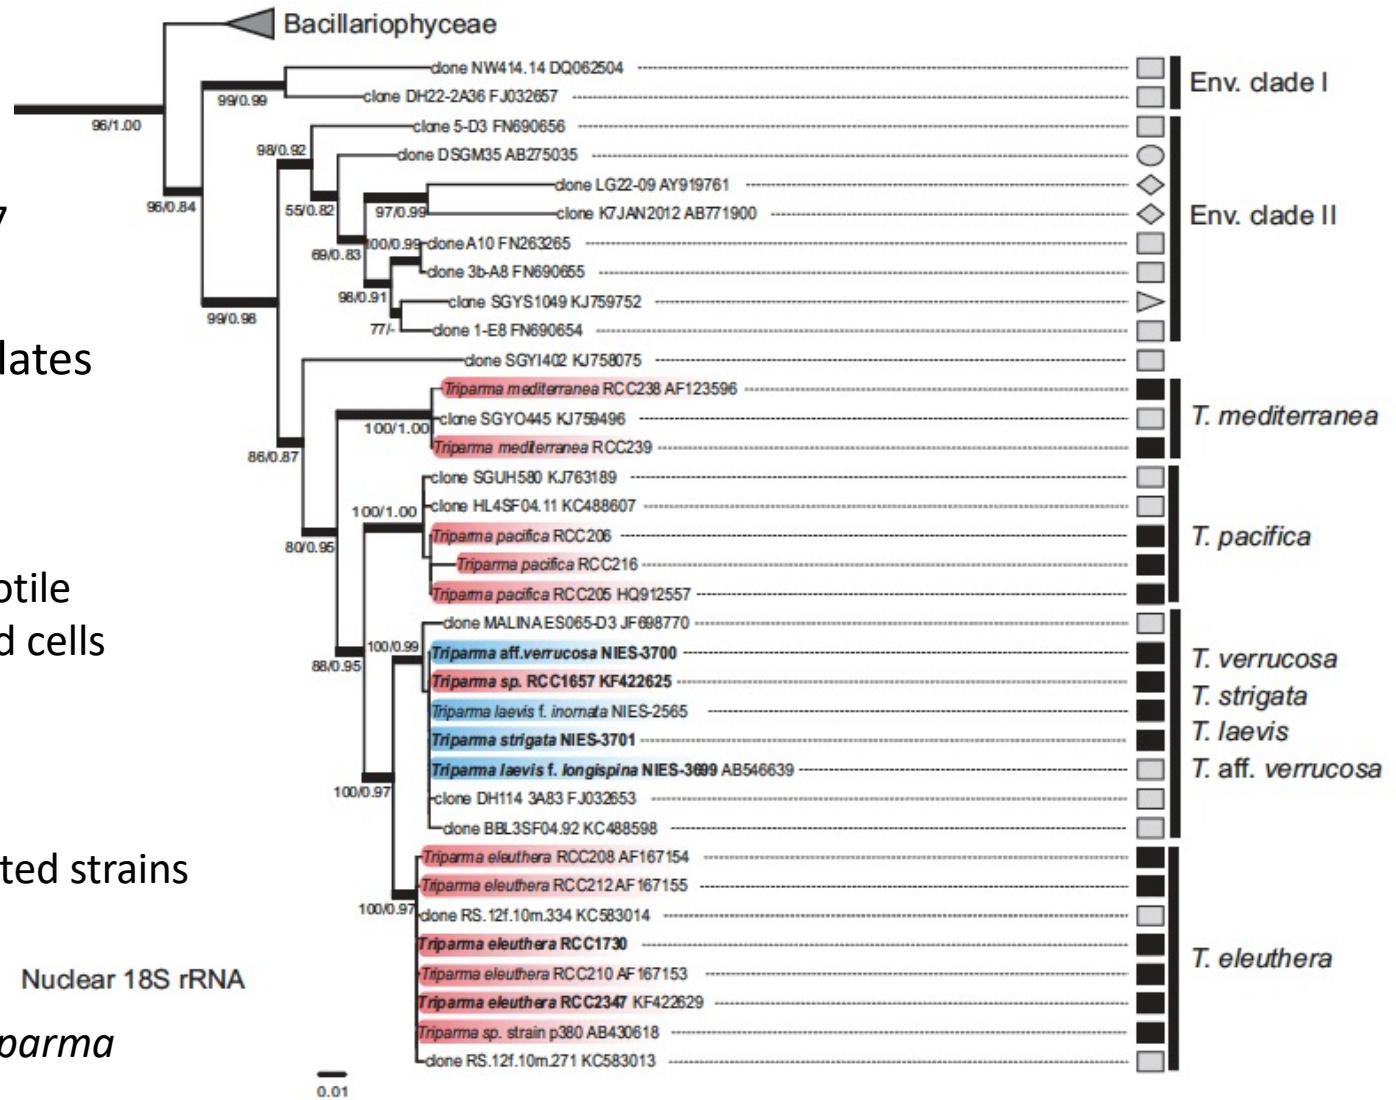 Bacillariophyceae
clone NW414.14 DQ062504
Env. clade I
99/0.99
clone DH22-2A36 FJ032657
96/1.00
clone 5-D3 FN690656
98/0.92
clone DSGM35 AB275035
clone LG22-09 AY919761
96/0.84
55/0.82
97/0.99
clone K7JAN2012 AB771900
Env. clade II
7
100/0.99
clone A10 FN263265
69/0.83
clone 3b-A8 FN690655
98/0.91
clone SGYS1049 KJ759752
99/0.98
77/-
clone 1-E8 FN690654
lates
clone SGYI402 KJ758075
Triparma mediterranea RCC238 AF123596
clone SGYO445 KJ759496
T. mediterranea
100/1.00
Triparma mediterranea RCC239
86/0.87
clone SGUH580 KJ763189
clone HL4SF04.11 KC488607
100/1.00
Triparma pacifica RCC206
T. pacifica
80/0.95
Triparma pacifica RCC216
otile
Triparma pacifica RCC205 HQ912557
clone MALINAES065-D3 JF698770
d cells
100/0.99
Triparma aff.verrucosa NIES-3700
T. verrucosa
88/0.95
Triparma sp. RCC1657 KF422625
T. strigata
Triparma laevis f. inornata NIES-2565
T. laevis
Triparma strigata NIES-3701
T. aff. verrucosa
Triparma laevis f. longispina NIES-3699 AB546639
100/0.97
clone DH114 3A83 FJ032653
clone BBL3SF04.92 KC488598
ted strains
Triparma eleuthera RCC208 AF167154
Triparma eleuthera RCC212 AF167155
100/0.97
clone RS.12f.10m.334 KC583014
Triparma eleuthera RCC1730
T. eleuthera
Nuclear 18S rRNA
Triparma eleuthera RCC210 AF167153
Triparma eleuthera RCC2347 KF422629
parma
Triparma sp. strain p380 AB430618
clone RS.12f.10m.271 KC583013
0.01